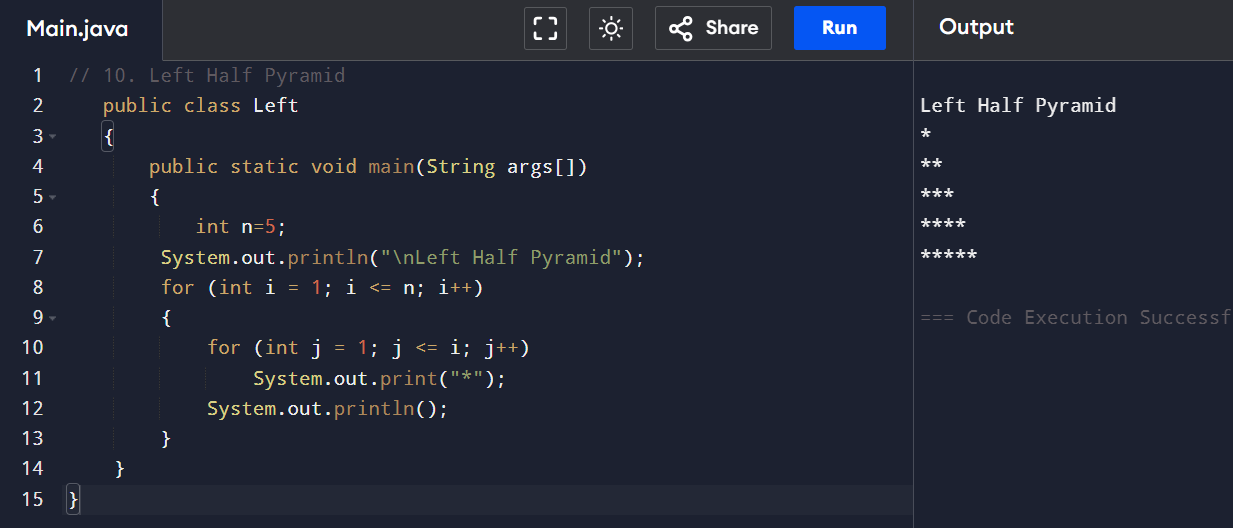 Main.java Share Run Output
1 // 10. Left Half Pyramid
2 public class Left
3 {
4 public static void main(String args[])
5 {
6 int n=5;
7 System.out.println("\nLeft Half Pyramid");
8 for (int i = 1; i <= n; i++)
9 {
10 for (int j = 1; j <= i; j++)
11 System.out.print("*");
12 System.out.println();
13 }
14 }
15 }
Left Half Pyramid
*
**
***
****
*****
=== Code Execution Successf